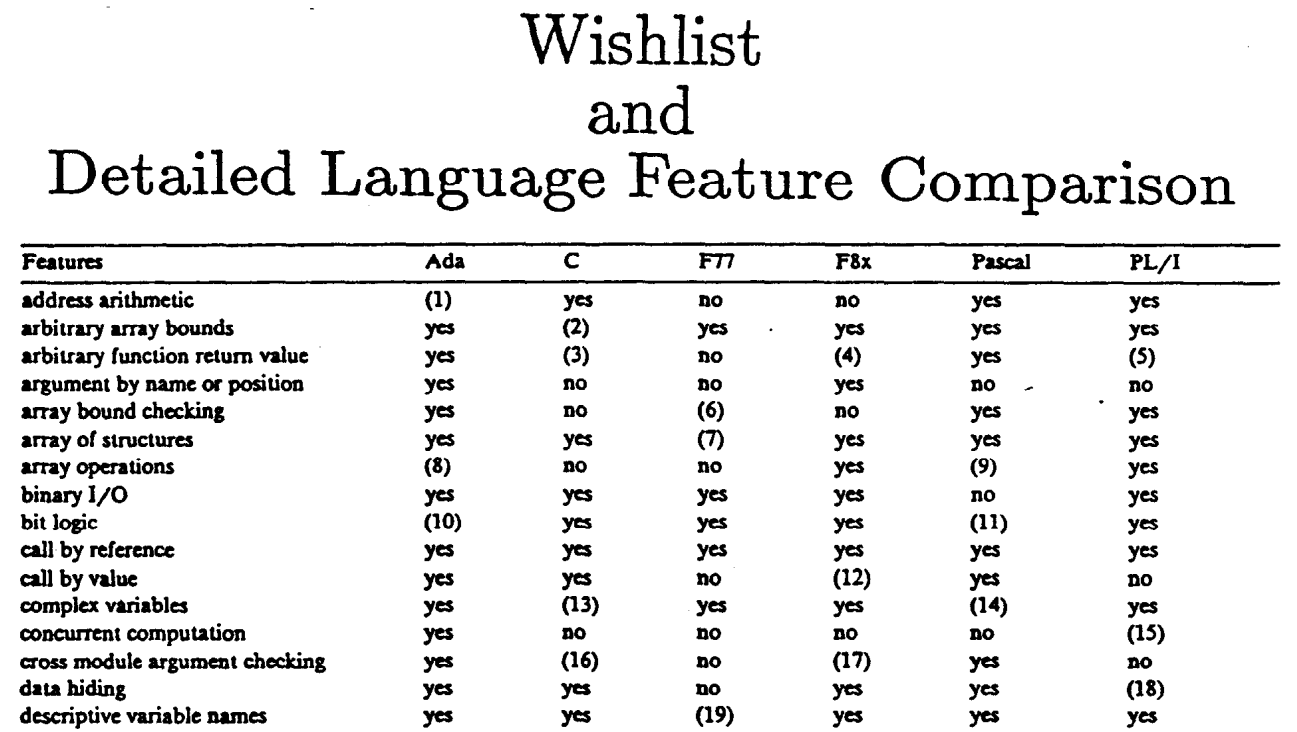 Wishlist
and
Detailed Language Feature Comparison
Features Ada C F77 F8x Pascal PL/I
address arithmetic (1) yes no no yes yes
arbitrary array bounds yes (2) yes yes yes yes
arbitrary function return value yes (3) no (4) yes (5)
argument by name or position yes no no yes no no
array bound checking yes no (6) no yes yes
array of structures yes yes (7) yes yes yes
array operations (8) no no yes (9) yes
binary I/O yes yes yes yes no yes
bit logic (10) yes yes yes (11) yes
call by reference yes yes yes yes yes yes
call by value yes yes no (12) yes no
complex variables yes (13) yes yes (14) yes
concurrent computation yes no no no no (15)
cross module argument checking yes (16) no (17) yes no
data hiding yes yes no yes yes (18)
descriptive variable names yes yes (19) yes yes yes